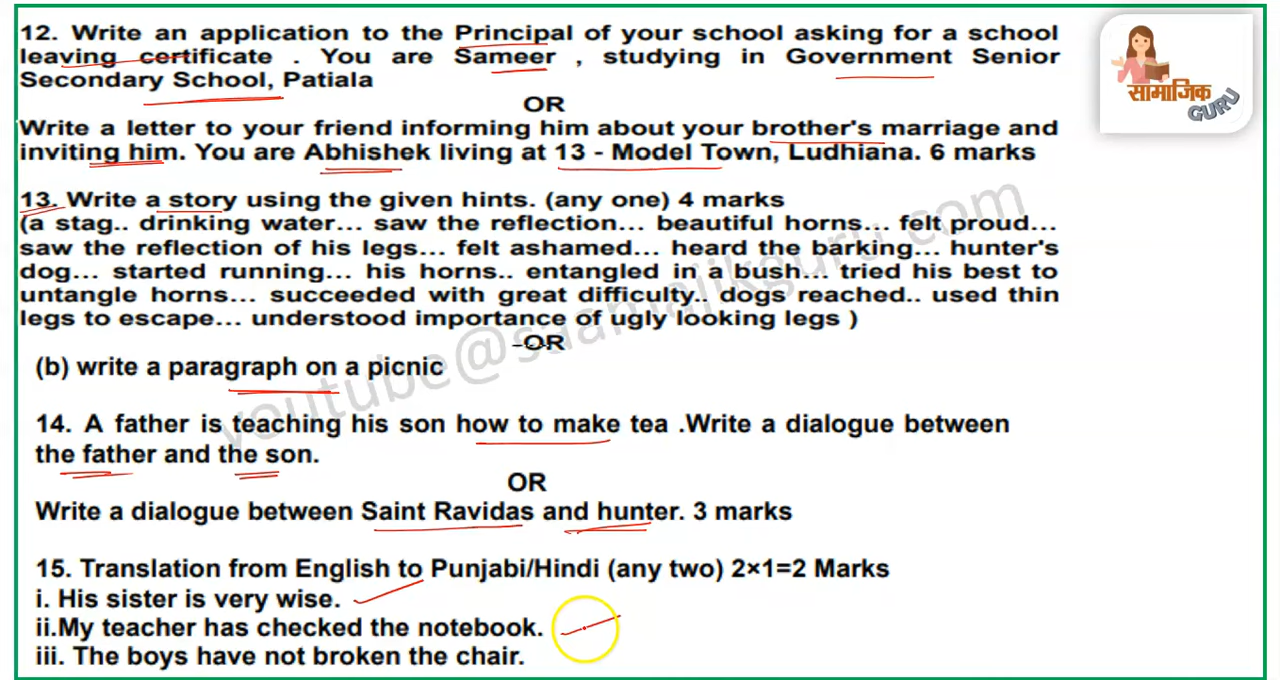 12. Write an application to the Principal of your school asking for a school
leaving certificate . You are Sameer , studying in Government Senior
Secondary School, Patiala
OR
Write a letter to your friend informing him about your brother's marriage and
inviting him. You are Abhishek living at 13 - Model Town, Ludhiana. 6 marks
13. Write a story using the given hints. (any one) 4 marks
(a stag.. drinking water... saw the reflection... beautiful horns... felt proud...
saw the reflection of his legs... felt ashamed... heard the barking... hunter's
dog... started running... his horns.. entangled in a bush... tried his best to
untangle horns... succeeded with great difficulty.. dogs reached.. used thin
legs to escape... understood importance of ugly looking legs )
OR
(b) write a paragraph on a picnic
14. A father is teaching his son how to make tea .Write a dialogue between
the father and the son.
OR
Write a dialogue between Saint Ravidas and hunter. 3 marks
15. Translation from English to Punjabi/Hindi (any two) 2×1=2 Marks
i. His sister is very wise.
ii.My teacher has checked the notebook.
iii. The boys have not broken the chair.
सामाजिक
GURU
youtube@saamajikguru.com